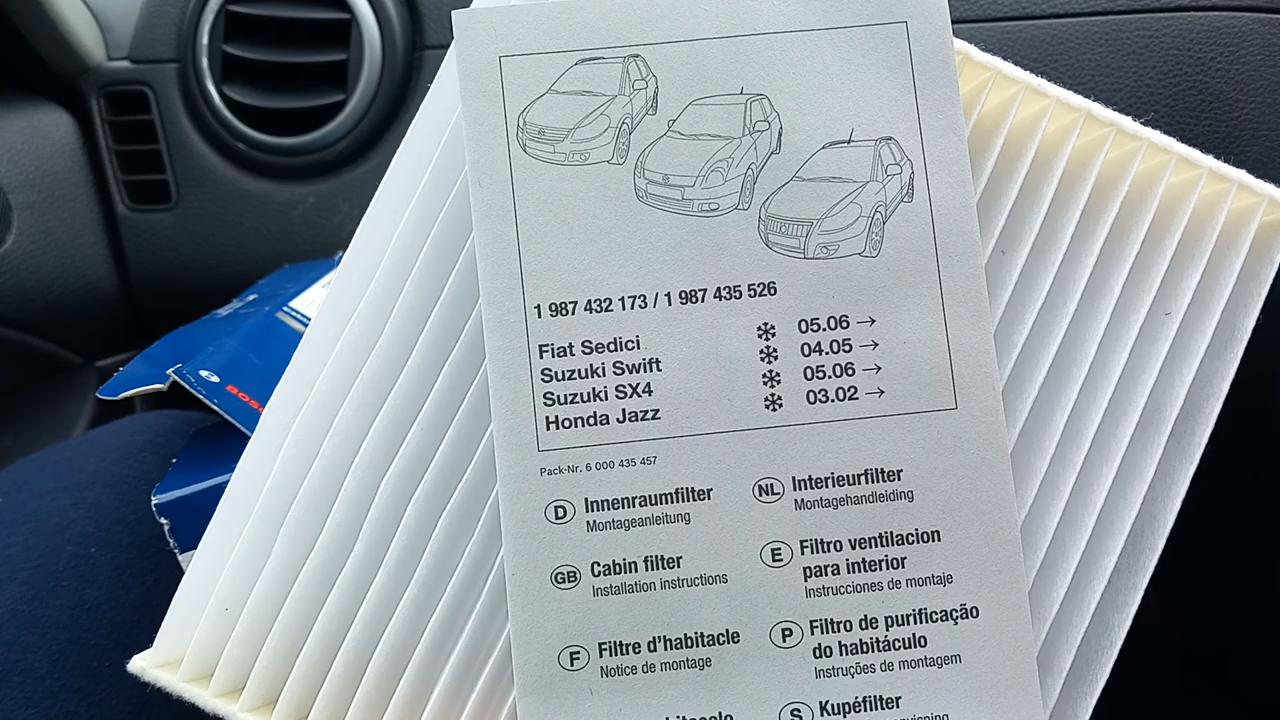 1 987 432 173 / 1 987 435 526
Fiat Sedici ❄ 05.06 →
Suzuki Swift ❄ 04.05 →
Suzuki SX4 ❄ 05.06 →
Honda Jazz ❄ 03.02 →
Pack-Nr. 6 000 435 457
D Innenraumfilter
Montageanleitung
GB Cabin filter
Installation instructions
F Filtre d'habitacle
Notice de montage
NL Interieurfilter
Montagehandleiding
E Filtro ventilacion
para interior
Instrucciones de montaje
P Filtro de purificação
do habitáculo
Instruções de montagem
S Kupéfilter